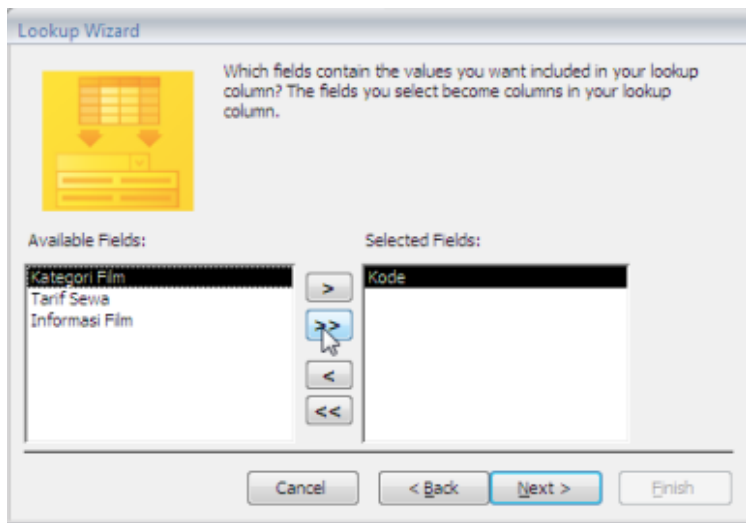 Lookup Wizard
Which fields contain the values you want included in your lookup
column? The fields you select become columns in your lookup
column.
Available Fields:
Selected Fields:
Kategori Film
Tarif Sewa
Informasi Film
>
>>
<
<<
Kode
Cancel
< Back
Next >
Finish